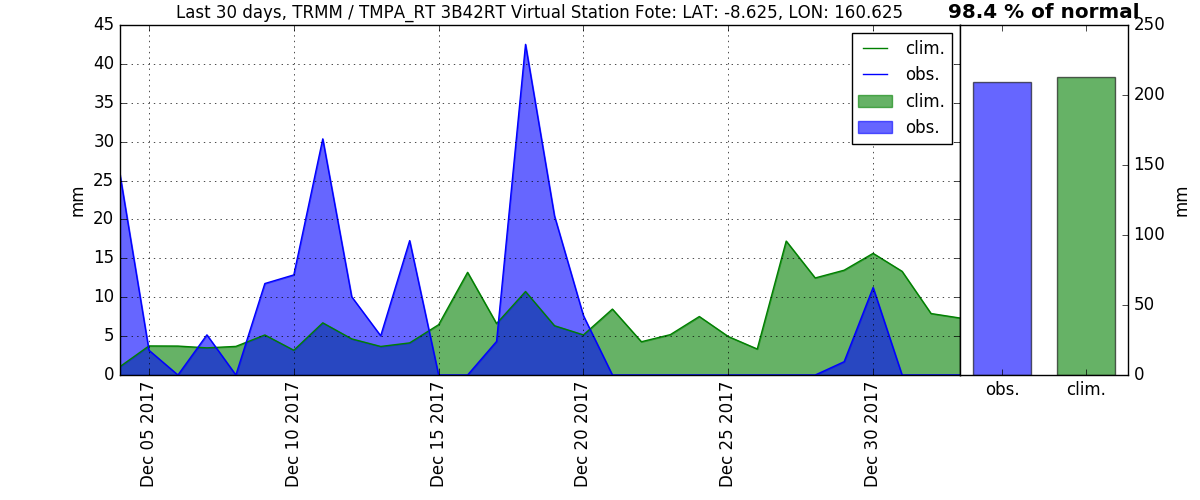 Last 30 days, TRMM / TMPA_RT 3B42RT Virtual Station Fote: LAT: -8.625, LON: 160.625
98.4 % of normal
45
40
35
30
25
20
15
10
5
0
mm
clim.
obs.
clim.
obs.
Dec 05 2017
Dec 10 2017
Dec 15 2017
Dec 20 2017
Dec 25 2017
Dec 30 2017
250
200
150
100
50
0
mm
obs.
clim.